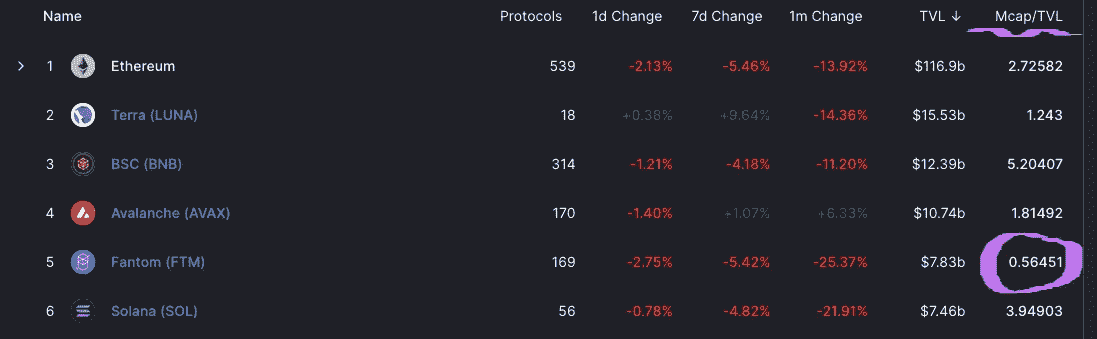 Name Protocols 1d Change 7d Change 1m Change TVL ↓ Mcap/TVL
1 Ethereum 539 -2.13% -5.46% -13.92% $116.9b 2.72582
2 Terra (LUNA) 18 +0.38% +9.64% -14.36% $15.53b 1.243
3 BSC (BNB) 314 -1.21% -4.18% -11.20% $12.39b 5.20407
4 Avalanche (AVAX) 170 -1.40% +1.07% +6.33% $10.74b 1.81492
5 Fantom (FTM) 169 -2.75% -5.42% -25.37% $7.83b 0.56451
6 Solana (SOL) 56 -0.78% -4.82% -21.91% $7.46b 3.94903